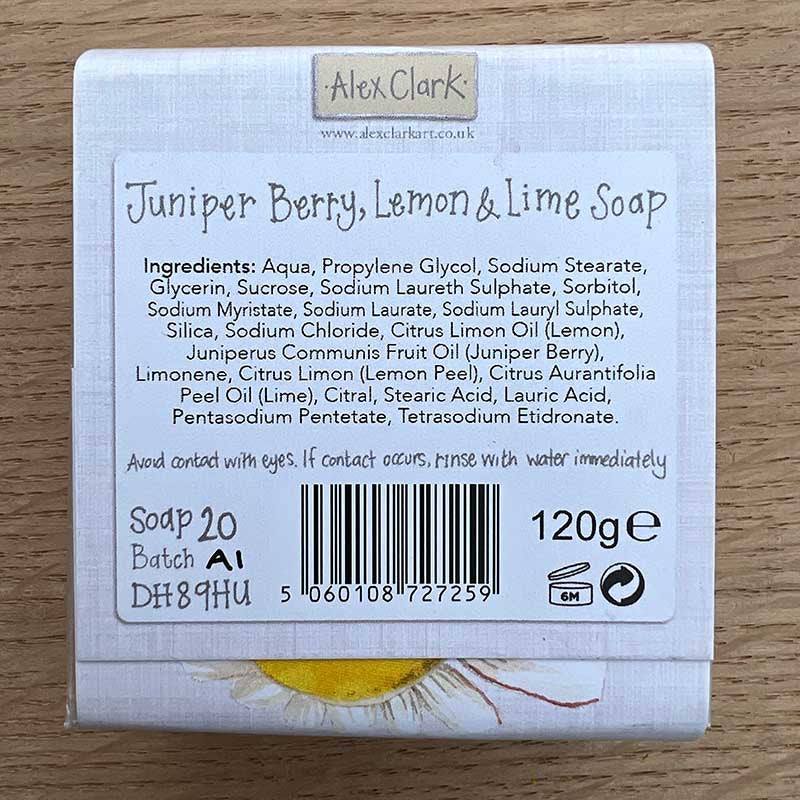 ·Alex Clark·
www.alexclarkart.co.uk
Juniper Berry, Lemon & Lime Soap
Ingredients: Aqua, Propylene Glycol, Sodium Stearate,
Glycerin, Sucrose, Sodium Laureth Sulphate, Sorbitol,
Sodium Myristate, Sodium Laurate, Sodium Lauryl Sulphate,
Silica, Sodium Chloride, Citrus Limon Oil (Lemon),
Juniperus Communis Fruit Oil (Juniper Berry),
Limonene, Citrus Limon (Lemon Peel), Citrus Aurantifolia
Peel Oil (Lime), Citral, Stearic Acid, Lauric Acid,
Pentasodium Pentetate, Tetrasodium Etidronate.
Avoid contact with eyes. If contact occurs, rinse with water immediately
Soap 20
Batch A1
DH89HU
5 060108 727259
120g e
6M